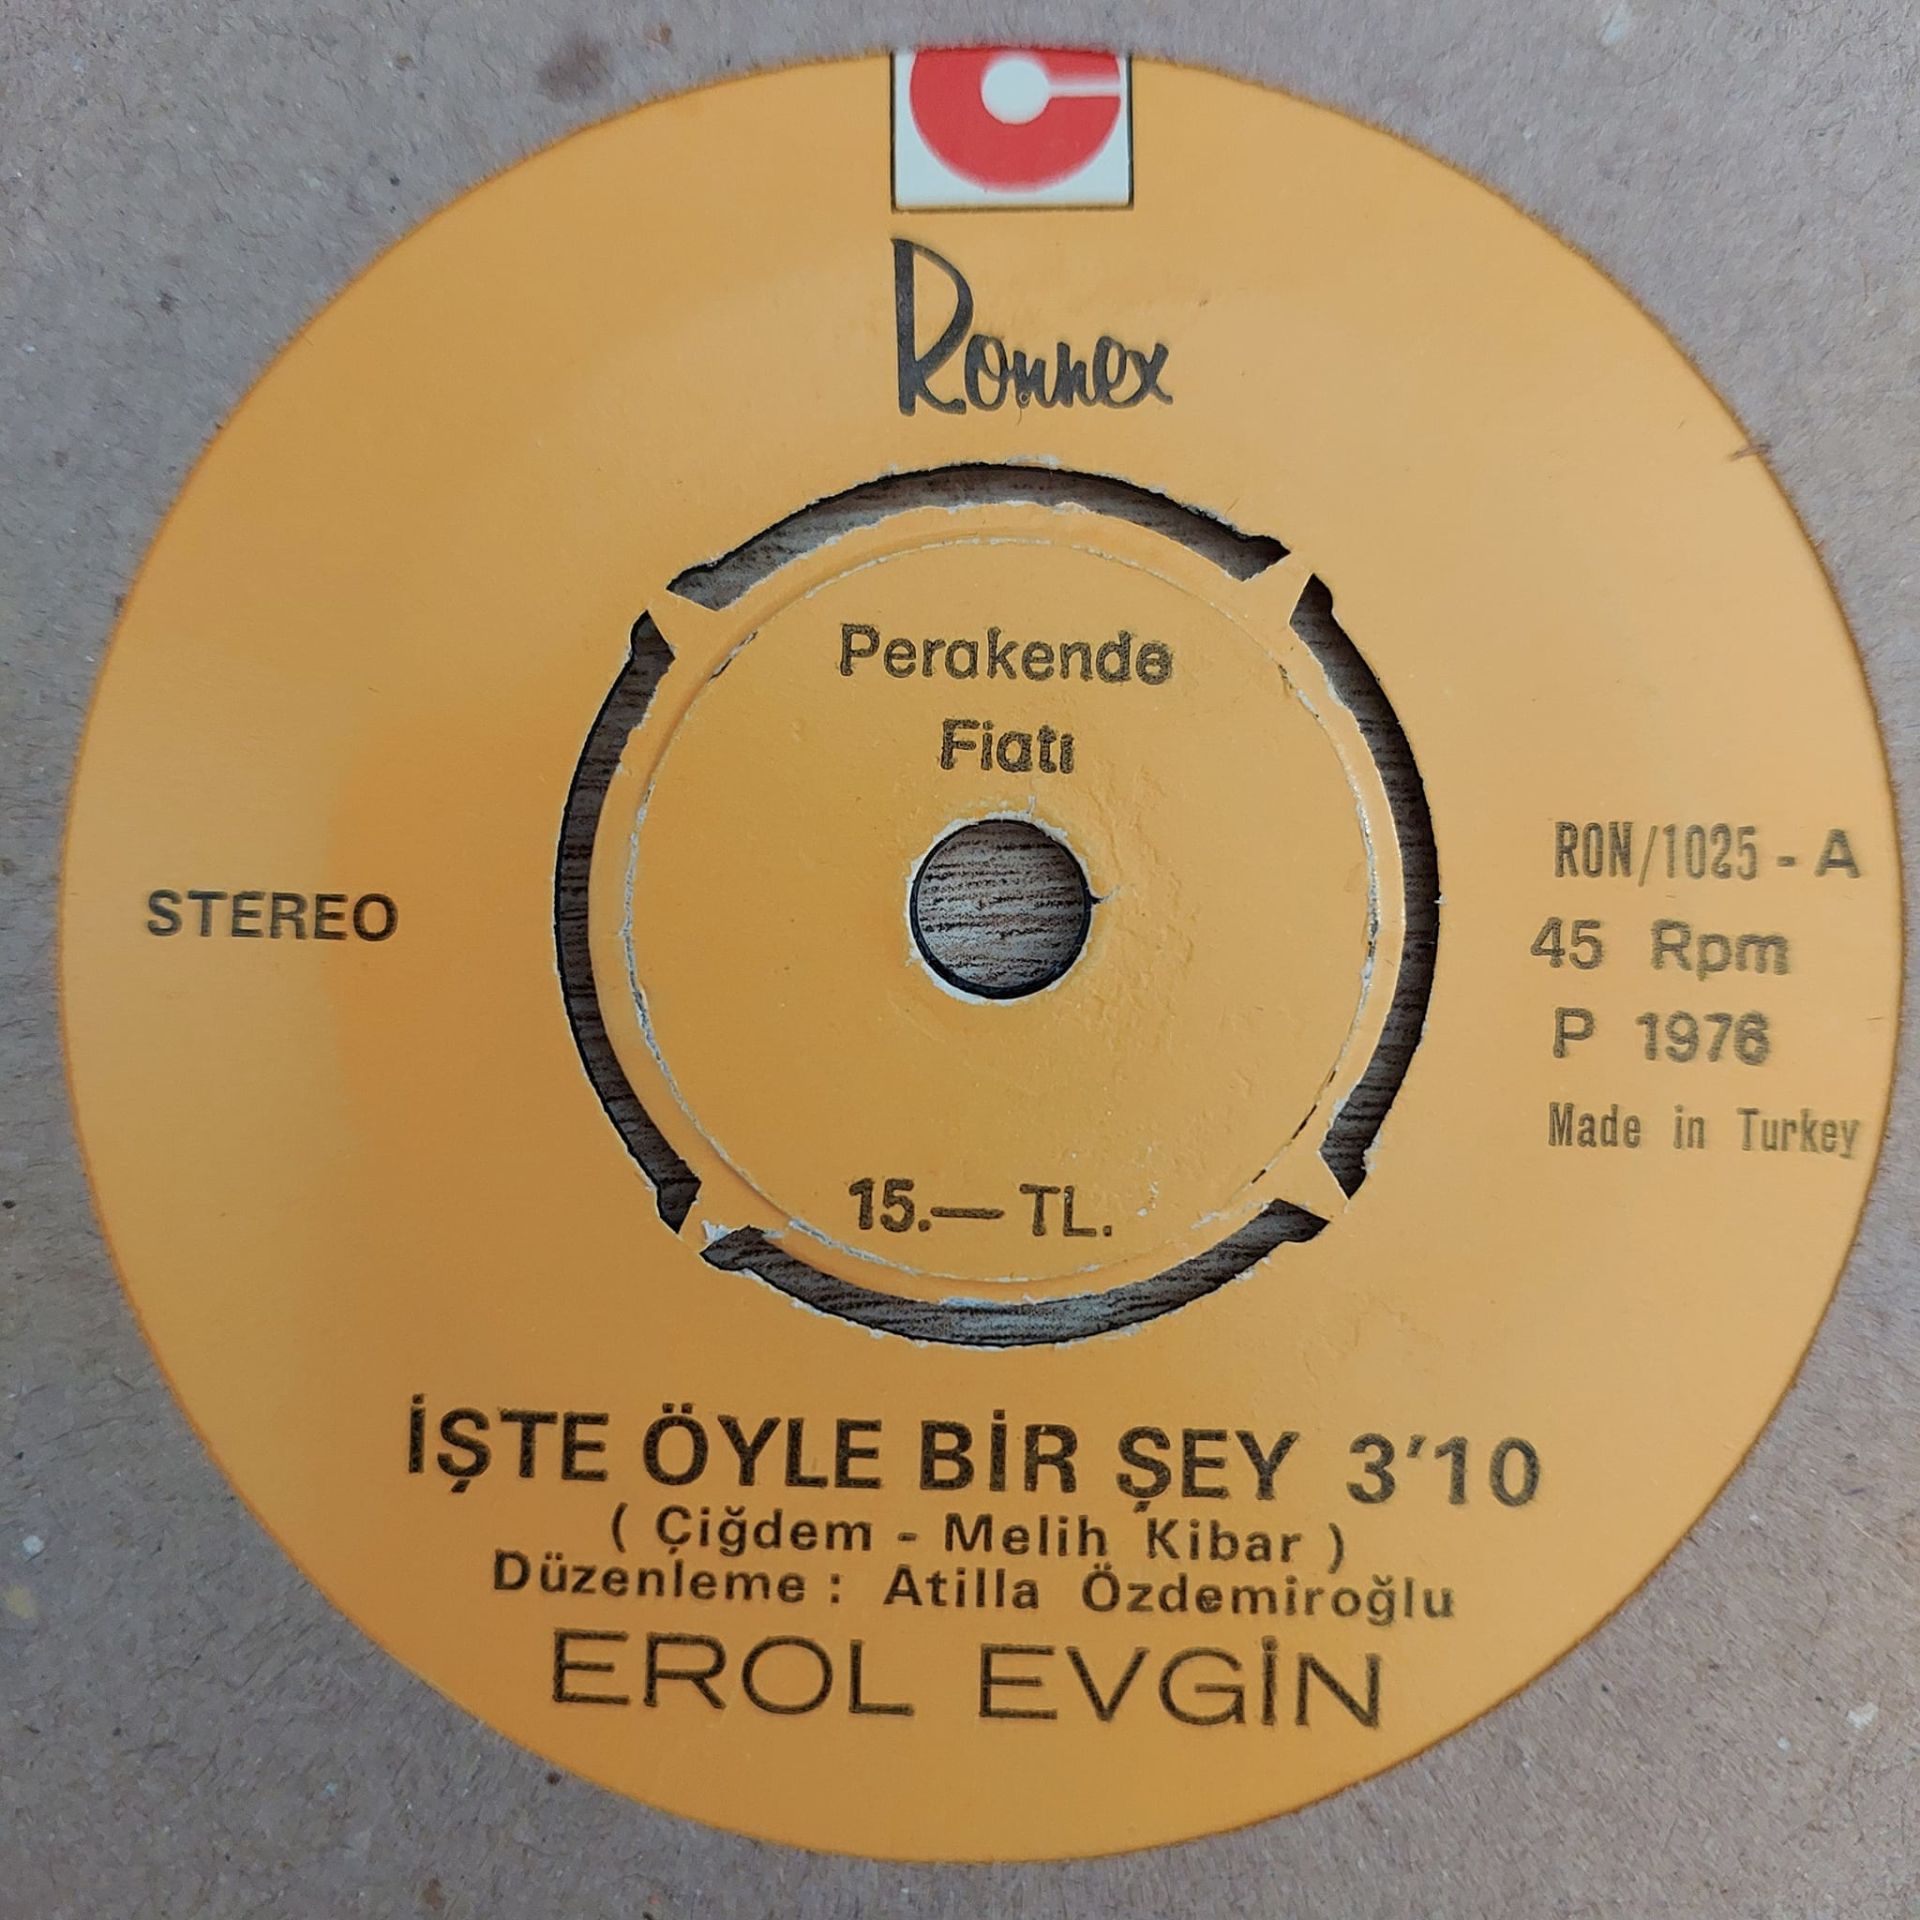 Ronnex
Perakende
Fiatı
STEREO
RON/1025 - A
45 Rpm
P 1976
Made in Turkey
15.— TL.
İŞTE ÖYLE BİR ŞEY 3'10
( Çiğdem - Melih Kibar )
Düzenleme : Atilla Özdemiroğlu
EROL EVGİN